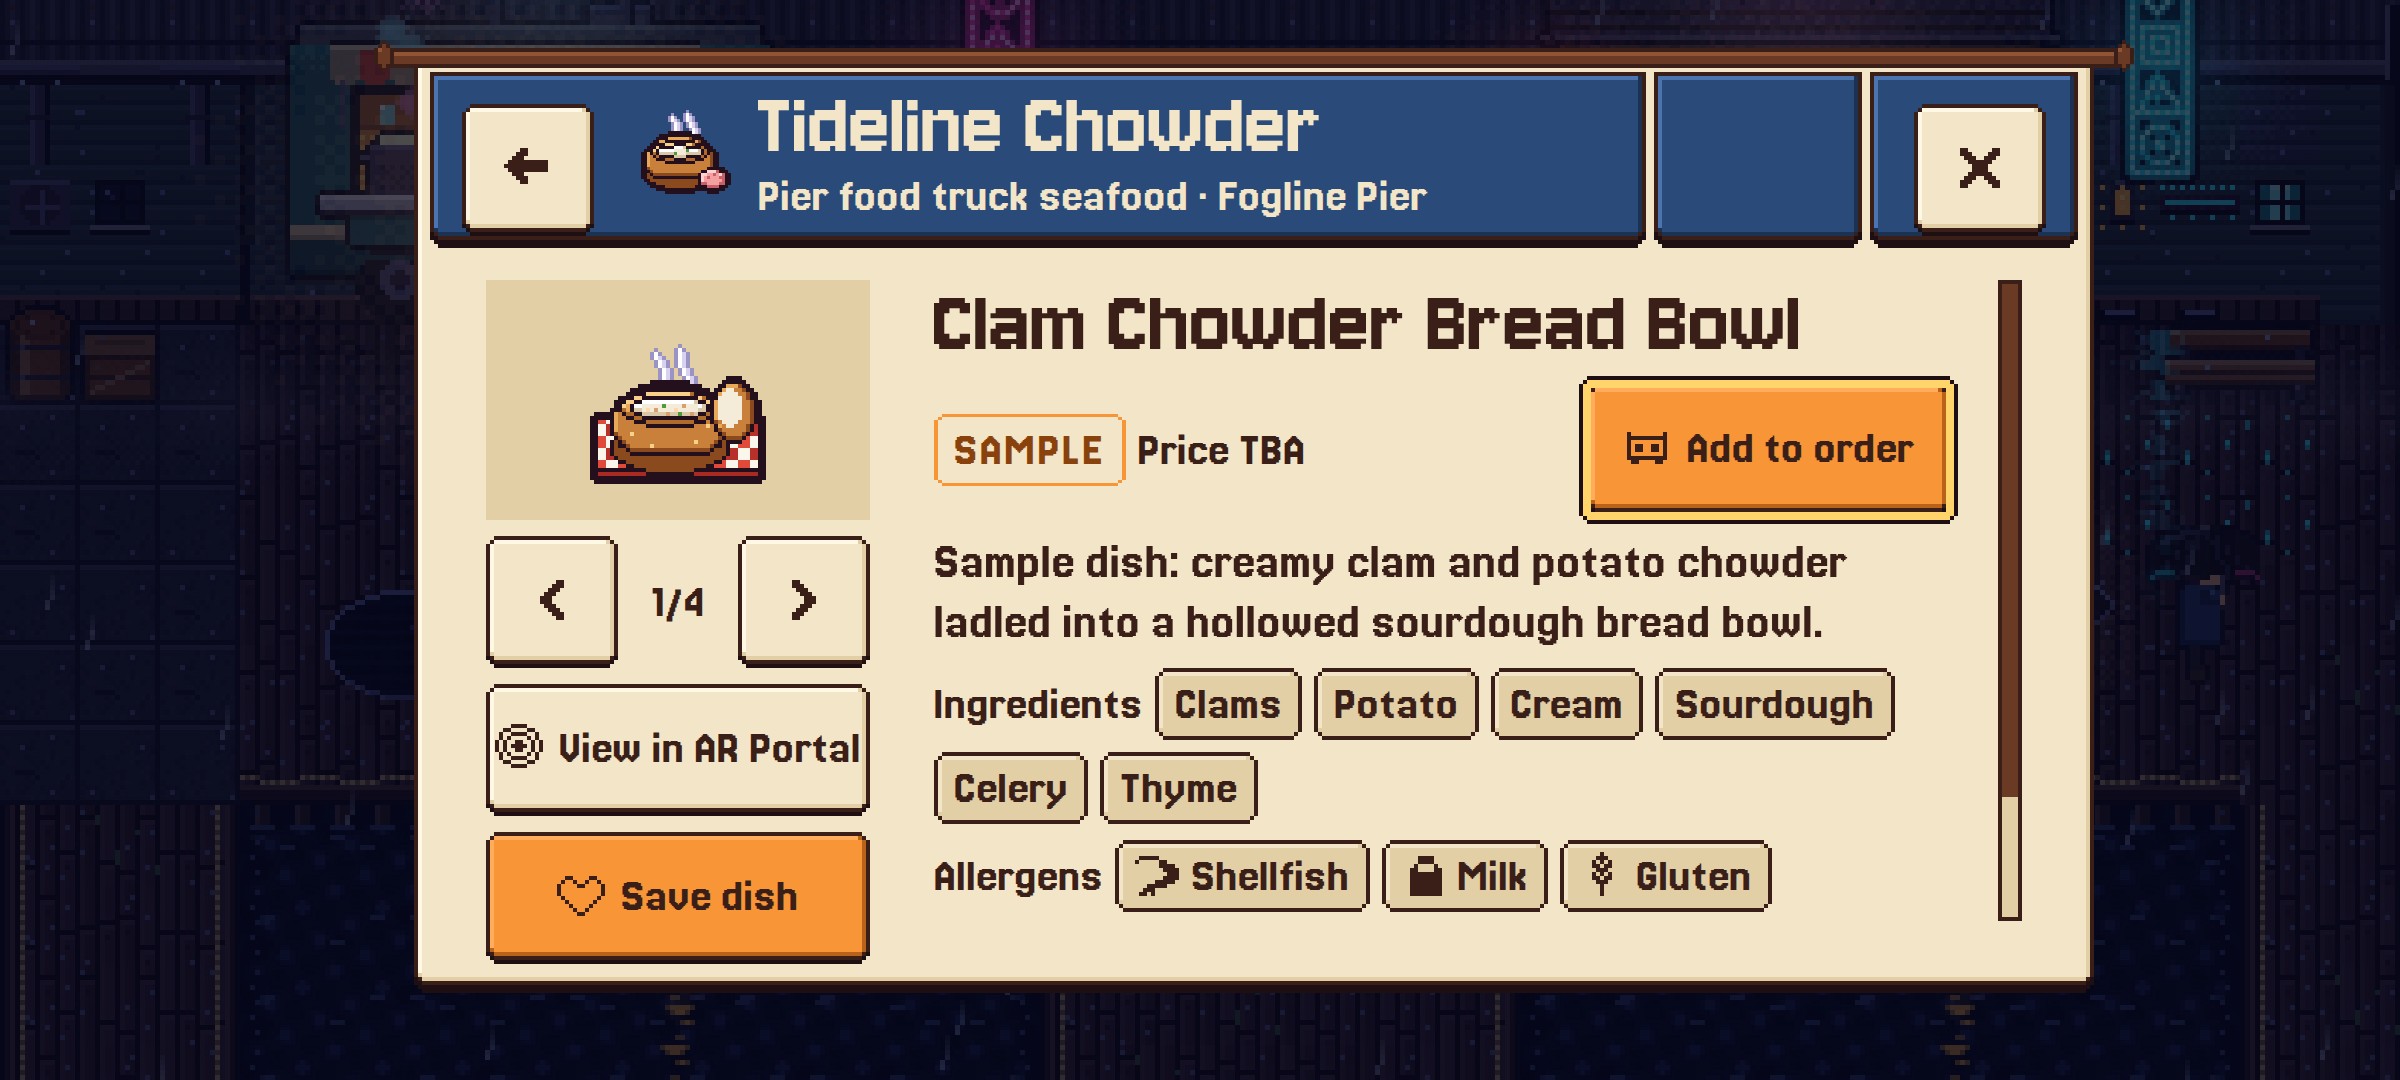 Tideline Chowder
Pier food truck seafood · Fogline Pier
Clam Chowder Bread Bowl
SAMPLE Price TBA
Add to order
Sample dish: creamy clam and potato chowder
ladled into a hollowed sourdough bread bowl.
1/4
Ingredients Clams Potato Cream Sourdough
Celery Thyme
View in AR Portal
Allergens Shellfish Milk Gluten
Save dish